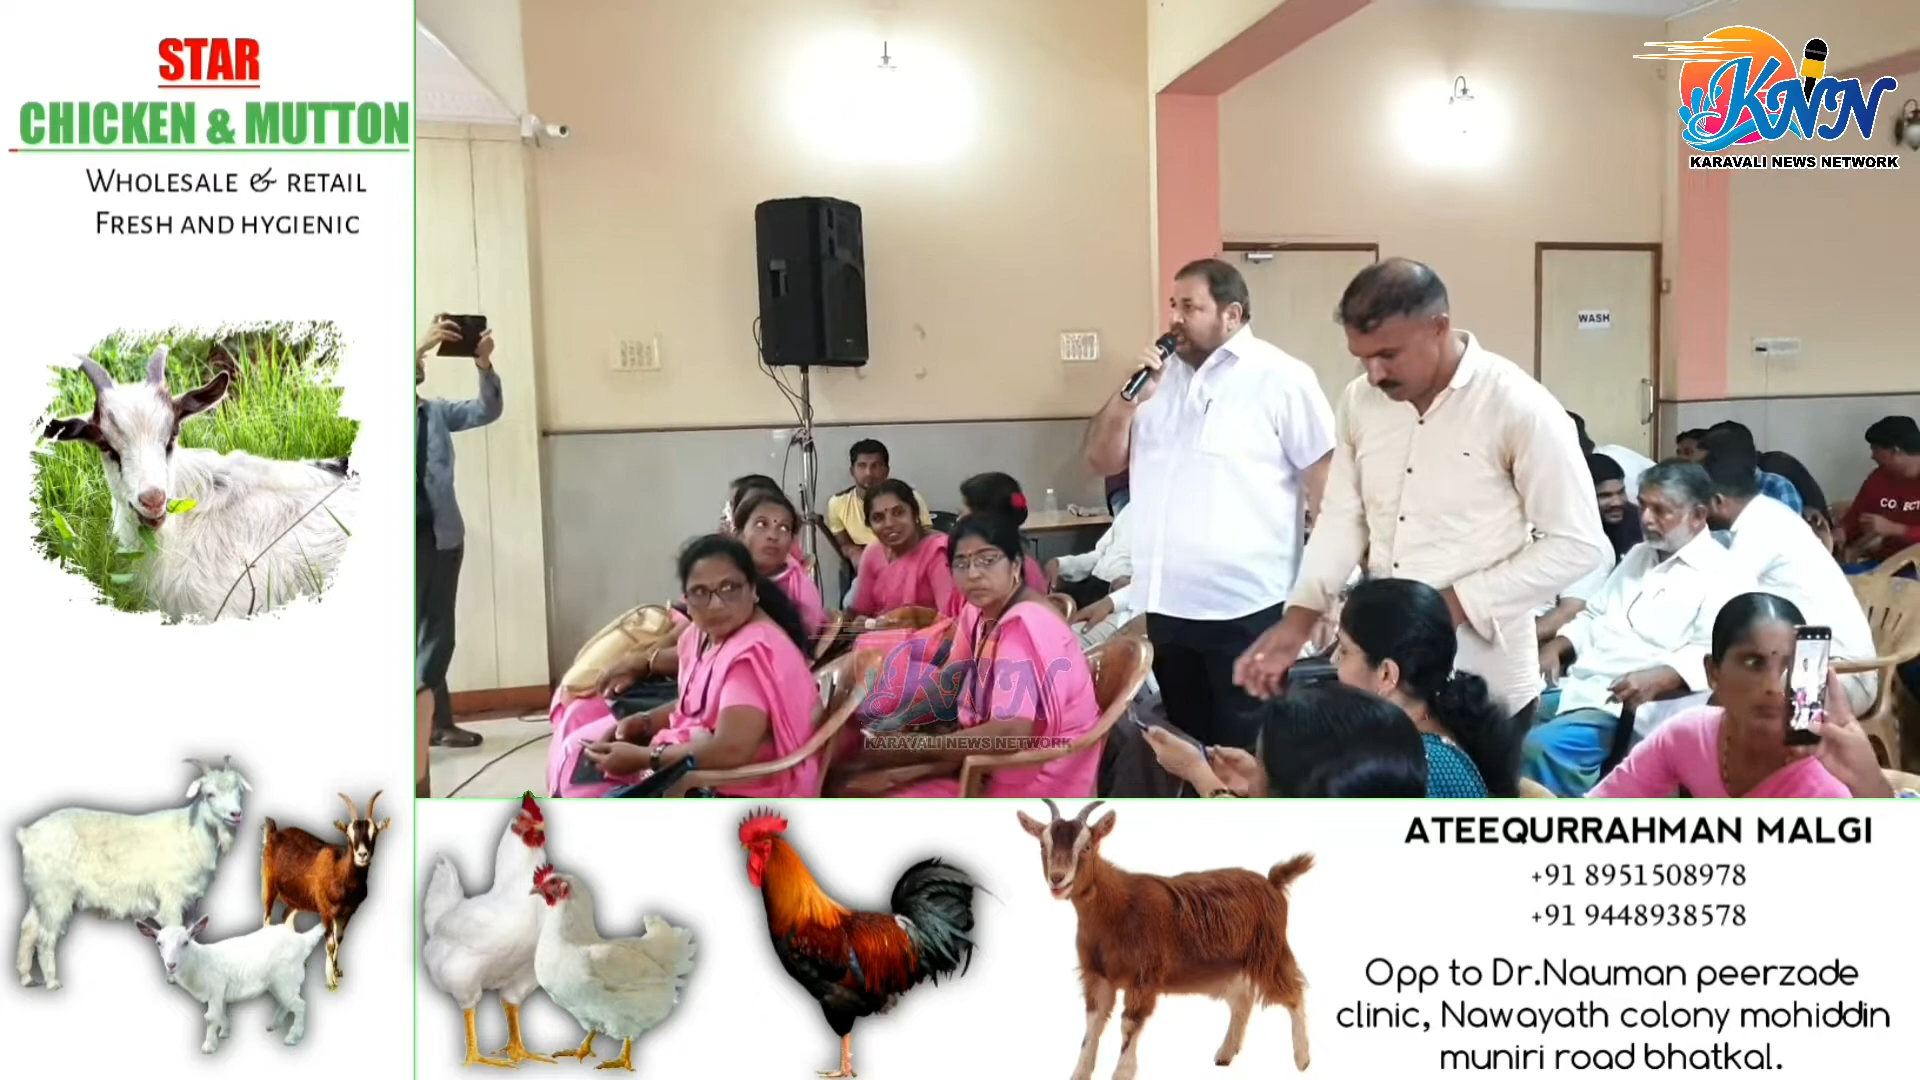 STAR
CHICKEN & MUTTON
WHOLESALE & RETAIL
FRESH AND HYGIENIC
KNN
KARAVALI NEWS NETWORK
WASH
KNN
KARAVALI NEWS NETWORK
ATEEQURRAHMAN MALGI
+91 8951508978
+91 9448938578
Opp to Dr.Nauman peerzade
clinic, Nawayath colony mohiddin
muniri road bhatkal.